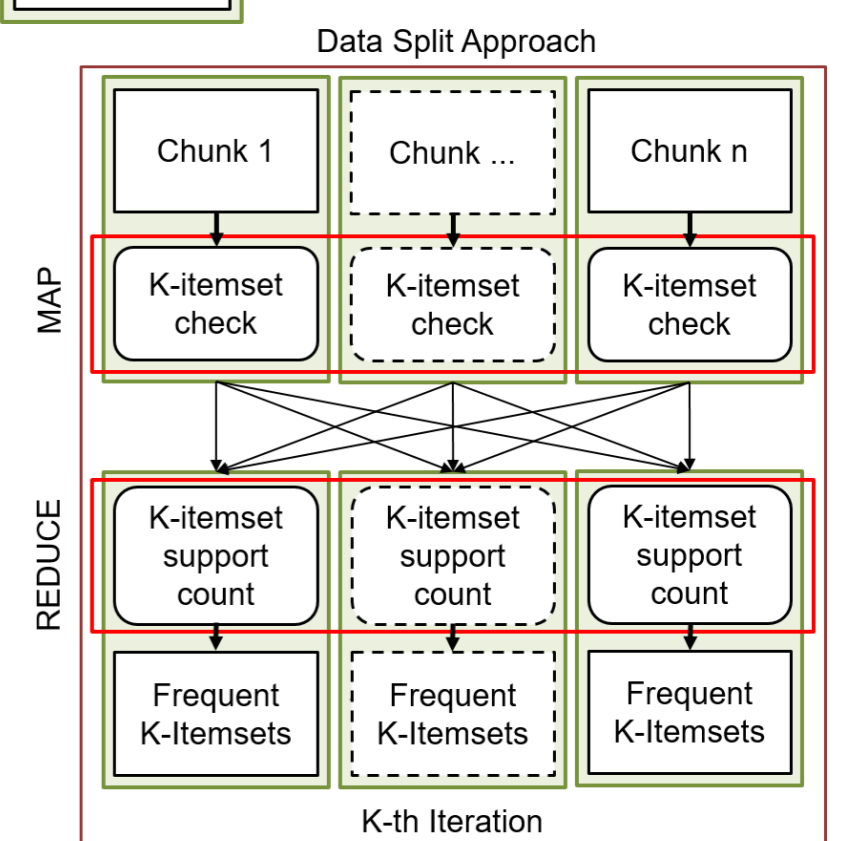 Data Split Approach
Chunk 1
Chunk ...
Chunk n
MAP
K-itemset
check
K-itemset
check
K-itemset
check
REDUCE
K-itemset
support
count
K-itemset
support
count
K-itemset
support
count
Frequent
K-Itemsets
Frequent
K-Itemsets
Frequent
K-Itemsets
K-th Iteration